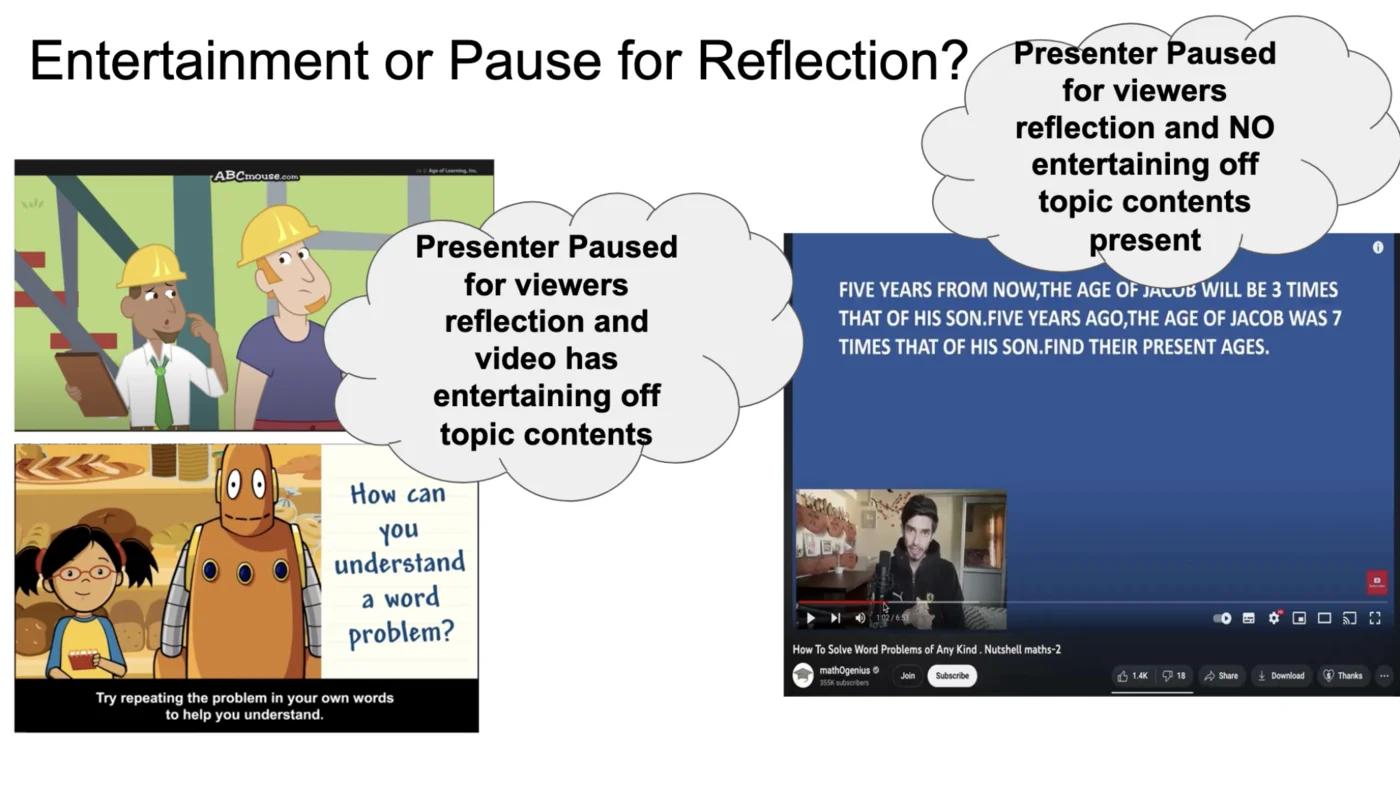 Entertainment or Pause for Reflection?
Presenter Paused
for viewers
reflection and NO
entertaining off
topic contents
present
ABCmouse.com
Age of Learning, Inc.
Presenter Paused
for viewers
reflection and
video has
entertaining off
topic contents
FIVE YEARS FROM NOW,THE AGE OF JACOB WILL BE 3 TIMES
THAT OF HIS SON.FIVE YEARS AGO,THE AGE OF JACOB WAS 7
TIMES THAT OF HIS SON.FIND THEIR PRESENT AGES.
How can
you
understand
a word
problem?
Try repeating the problem in your own words
to help you understand.
1:02 / 6:51
How To Solve Word Problems of Any Kind . Nutshell maths-2
mathOgenius
355K subscribers
Join
Subscribe
1.4K
18
Share
Download
Thanks